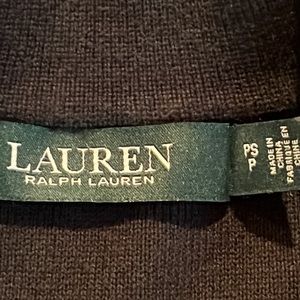 LAUREN
RALPH LAUREN
PS
P
MADE IN
CHINA
FABRIQUÉ EN
CHINE